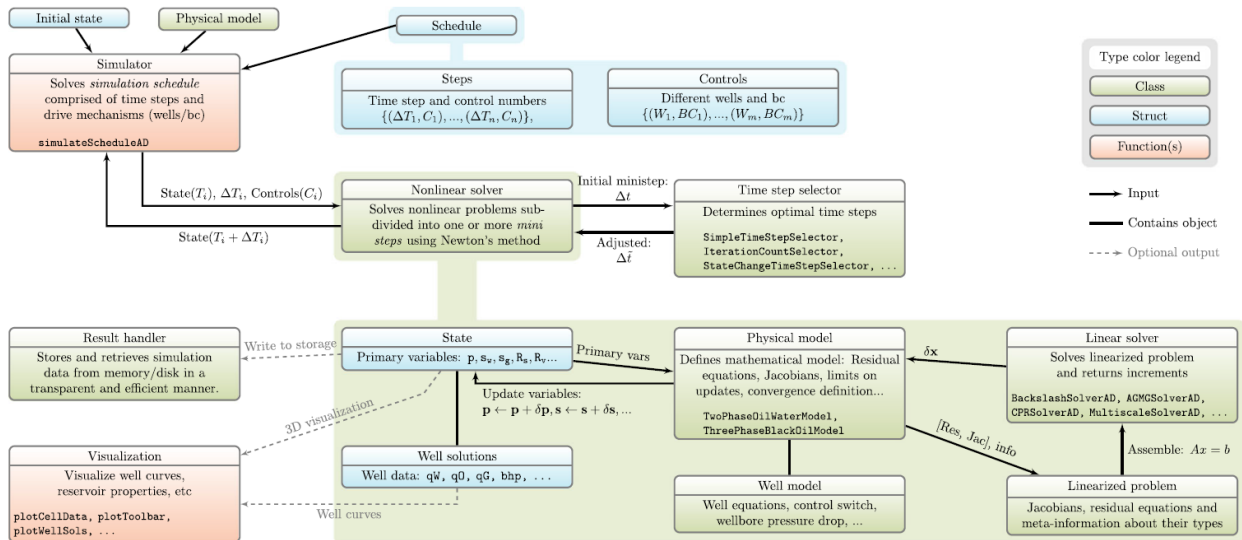 Initial state
Physical model
Schedule
Simulator
Solves simulation schedule
comprised of time steps and
drive mechanisms (wells/bc)
simulateScheduleAD
Steps
Time step and control numbers
{(ΔT₁, C₁), ..., (ΔTₙ, Cₙ)},
Controls
Different wells and bc
{(W₁, BC₁), ..., (Wₘ, BCₘ)}
Type color legend
Class
Struct
Function(s)
Input
Contains object
Optional output
State(Tᵢ), ΔTᵢ, Controls(Cᵢ)
State(Tᵢ + ΔTᵢ)
Nonlinear solver
Solves nonlinear problems sub-
divided into one or more mini
steps using Newton's method
Initial ministep:
Δt
Adjusted:
Δt̃
Time step selector
Determines optimal time steps
SimpleTimeStepSelector,
IterationCountSelector,
StateChangeTimeStepSelector, ...
Result handler
Stores and retrieves simulation
data from memory/disk in a
transparent and efficient manner.
Write to storage
State
Primary variables: p, s_w, s_g, R_s, R_v...
Primary vars
Update variables:
p ← p + δp, s ← s + δs, ...
Physical model
Defines mathematical model: Residual
equations, Jacobians, limits on
updates, convergence definition...
TwoPhaseOilWaterModel,
ThreePhaseBlackOilModel
δx
Linear solver
Solves linearized problem
and returns increments
BackslashSolverAD, AGMGSolverAD,
CPRSolverAD, MultiscaleSolverAD, ...
3D visualization
[Res, Jac], info
Assemble: Ax = b
Visualization
Visualize well curves,
reservoir properties, etc
plotCellData, plotToolbar,
plotWellSols, ...
Well curves
Well solutions
Well data: qW, qO, qG, bhp, ...
Well model
Well equations, control switch,
wellbore pressure drop, ...
Linearized problem
Jacobians, residual equations and
meta-information about their types